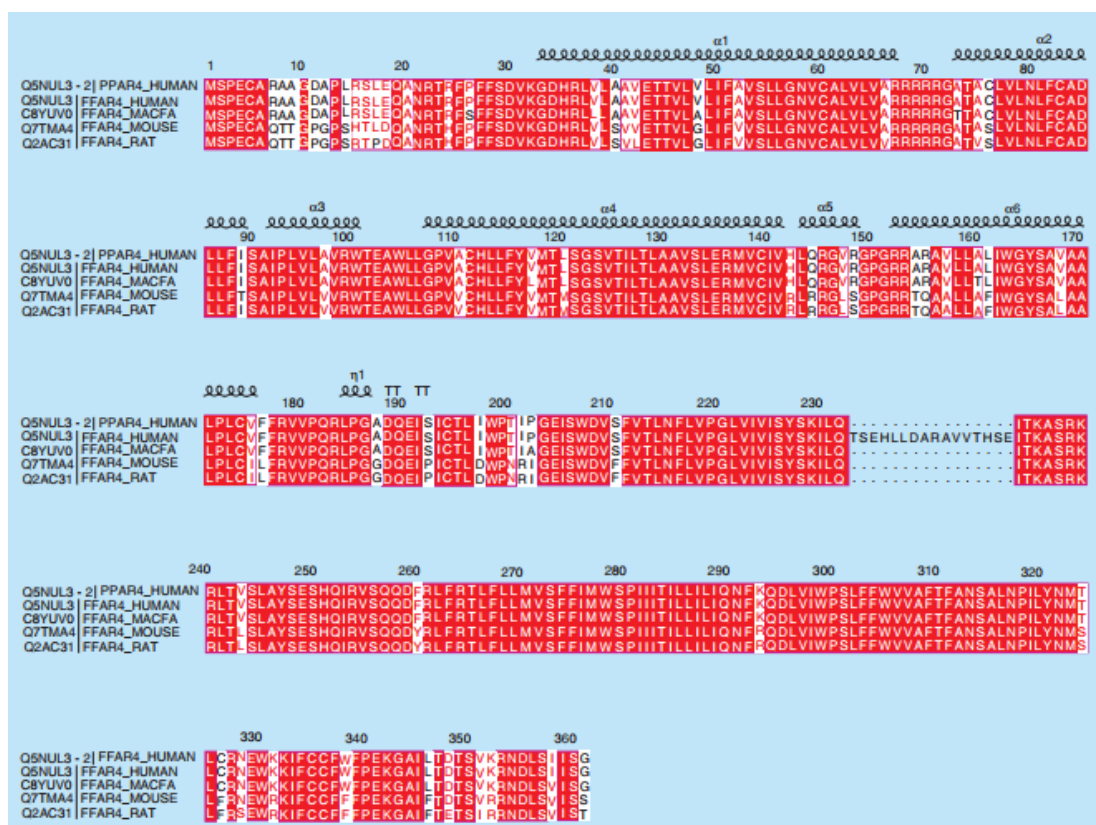 α1 α2
1 10 20 30 40 50 60 70 80
Q5NUL3 - 2| PPAR4_HUMAN MSPECARAAGDAPLRSLEQANRTRFPFFSDVKGDHRLVLAAVETTVLVLIFAVSLLGNVCALVLVARRRRRGATACLVLNLFCAD
Q5NUL3 | FFAR4_HUMAN MSPECARAAGDAPLRSLEQANRTRFPFFSDVKGDHRLVLAAVETTVLVLIFAVSLLGNVCALVLVARRRRRGATACLVLNLFCAD
C8YUV0 | FFAR4_MACFA MSPECARAAGDAPLRSLEQANRTRFSFFSDVKGDHRLLLAAVETTVLALIFAVSLLGNVCALVLVARRRRRGTTACLVLNLFCAD
Q7TMA4 | FFAR4_MOUSE MSPECAQTTGPGPSHTLDQANRTHFPFFSDVKGDHRLVLSVVETTVLGLIFVVSLLGNVCALVLVARRRRRGATASLVLNLFCAD
Q2AC31 | FFAR4_RAT MSPECAQTTGPGPSRTPDQANRTHFPFFSDVKGDHRLVLSVLETTVLGLIFVVSLLGNVCALVLVVRRRRRGATVSLVLNLFCAD
α3 α4 α5 α6
90 100 110 120 130 140 150 160 170
Q5NUL3 - 2| PPAR4_HUMAN LLFISAIPLVLAVRWTEAWLLGPVACHLLFYVMTLSGSVTILTLAAVSLERMVCIVHLQRGVRGPGRRARAVLLALIWGYSAVAA
Q5NUL3 | FFAR4_HUMAN LLFISAIPLVLAVRWTEAWLLGPVACHLLFYVMTLSGSVTILTLAAVSLERMVCIVHLQRGVRGPGRRARAVLLALIWGYSAVAA
C8YUV0 | FFAR4_MACFA LLFISAIPLVLAVRWTEAWLLGPVACHLLFYLMTLSGSVTILTLAAVSLERMVCIVHLQRGVRGPGRRARAVLLTLIWGYSAVAA
Q7TMA4 | FFAR4_MOUSE LLFTSAIPLVLVVRWTEAWLLGPVVCHLLFYVMTMSGSVTILTLAAVSLERMVCIVRLRRGLSGPGRRTQAALLAFIWGYSALAA
Q2AC31 | FFAR4_RAT LLFISAIPLVLVVRWTEAWLLGPVVCHLLFYVMTMSGSVTILTLAAVSLERMVCIVRLRRGLSGPGRRTQAALLAFIWGYSALAA
η1 TT TT
180 190 200 210 220 230
Q5NUL3 - 2| PPAR4_HUMAN LPLCVFFRVVPQRLPGADQEISICTLIWPTIPGEISWDVSFVTLNFLVPGLVIVISYSKILQ................ITKASRK
Q5NUL3 | FFAR4_HUMAN LPLCVFFRVVPQRLPGADQEISICTLIWPTIPGEISWDVSFVTLNFLVPGLVIVISYSKILQTSEHLLDARAVVTHSEITKASRK
C8YUV0 | FFAR4_MACFA LPLCVFFRVVPQRLPGADQEISICTLIWPTIAGEISWDVSFVTLNFLVPGLVIVISYSKILQ................ITKASRK
Q7TMA4 | FFAR4_MOUSE LPLCILFRVVPQRLPGGDQEIPICTLDWPNRIGEISWDVFFVTLNFLVPGLVIVISYSKILQ................ITKASRK
Q2AC31 | FFAR4_RAT LPLCILFRVVPQRLPGGDQEIPICTLDWPNRIGEISWDVFFVTLNFLVPGLVIVISYSKILQ................ITKASRK
240 250 260 270 280 290 300 310 320
Q5NUL3 - 2| PPAR4_HUMAN RLTVSLAYSESHQIRVSQQDFRLFRTLFLLMVSFFIMWSPIIITILLILIQNFKQDLVIWPSLFFWVVAFTFANSALNPILYNMT
Q5NUL3 | FFAR4_HUMAN RLTVSLAYSESHQIRVSQQDFRLFRTLFLLMVSFFIMWSPIIITILLILIQNFKQDLVIWPSLFFWVVAFTFANSALNPILYNMT
C8YUV0 | FFAR4_MACFA RLTVSLAYSESHQIRVSQQDFRLFRTLFLLMVSFFIMWSPIIITILLILIQNFKQDLVIWPSLFFWVVAFTFANSALNPILYNMT
Q7TMA4 | FFAR4_MOUSE RLTLSLAYSESHQIRVSQQDYRLFRTLFLLMVSFFIMWSPIIITILLILIQNFRQDLVIWPSLFFWVVAFTFANSALNPILYNMS
Q2AC31 | FFAR4_RAT RLTLSLAYSESHQIRVSQQDYRLFRTLFLLMVSFFIMWSPIIITILLILIQNFRQDLVIWPSLFFWVVAFTFANSALNPILYNMS
330 340 350 360
Q5NUL3 - 2| FFAR4_HUMAN LCRNEWKKIFCCFWFPEKGAILTDTSVKRNDLSIISG
Q5NUL3 | FFAR4_HUMAN LCRNEWKKIFCCFWFPEKGAILTDTSVKRNDLSIISG
C8YUV0 | FFAR4_MACFA LCRNEWKKIFCCFWFPEKGAILTDTSVKRNDLSVISG
Q7TMA4 | FFAR4_MOUSE LFRNEWRKIFCCFFFPEKGAIFTDTSVRRNDLSVISS
Q2AC31 | FFAR4_RAT LFRSEWRKIFCCFFFPEKGAIFTETSIRRNDLSVIST